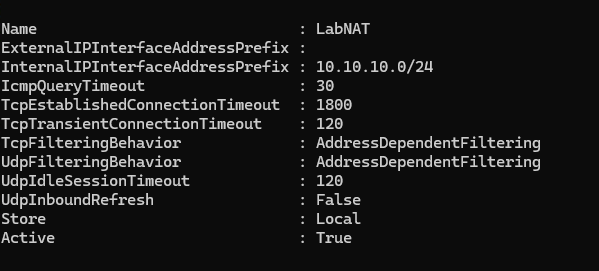 Name                             : LabNAT
ExternalIPInterfaceAddressPrefix :
InternalIPInterfaceAddressPrefix : 10.10.10.0/24
IcmpQueryTimeout                 : 30
TcpEstablishedConnectionTimeout  : 1800
TcpTransientConnectionTimeout    : 120
TcpFilteringBehavior             : AddressDependentFiltering
UdpFilteringBehavior             : AddressDependentFiltering
UdpIdleSessionTimeout            : 120
UdpInboundRefresh                : False
Store                            : Local
Active                           : True